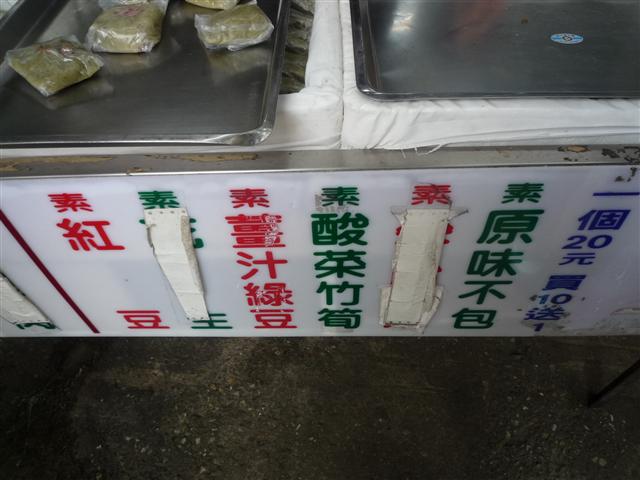 素紅豆
素
素薑汁綠豆
素酸菜竹筍
素
素原味不包
一個20元買10送1